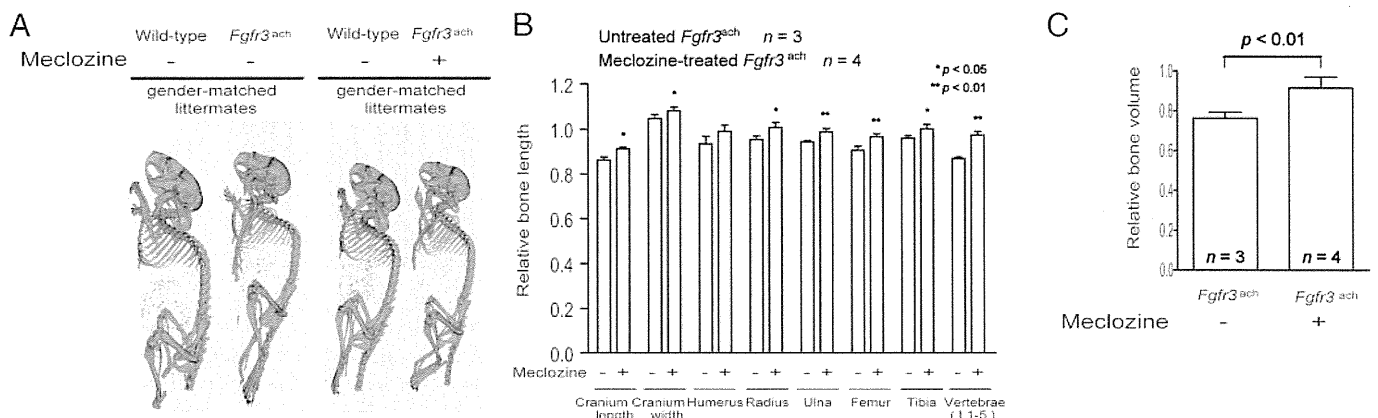 A
Wild-type Fgfr3ach Wild-type Fgfr3ach
Meclozine - - - +
gender-matched littermates gender-matched littermates
B
Untreated Fgfr3ach n = 3
Meclozine-treated Fgfr3ach n = 4
* p < 0.05
** p < 0.01
Relative bone length
1.2
1.0
0.8
0.6
0.4
0.2
0.0
* * * ** ** * **
Meclozine - + - + - + - + - + - + - + - +
Cranium length Cranium width Humerus Radius Ulna Femur Tibia Vertebrae (L1-5)
C
p < 0.01
Relative bone volume
1.0
0.8
0.6
0.4
0.2
0.0
n = 3 n = 4
Fgfr3ach Fgfr3ach
Meclozine - +